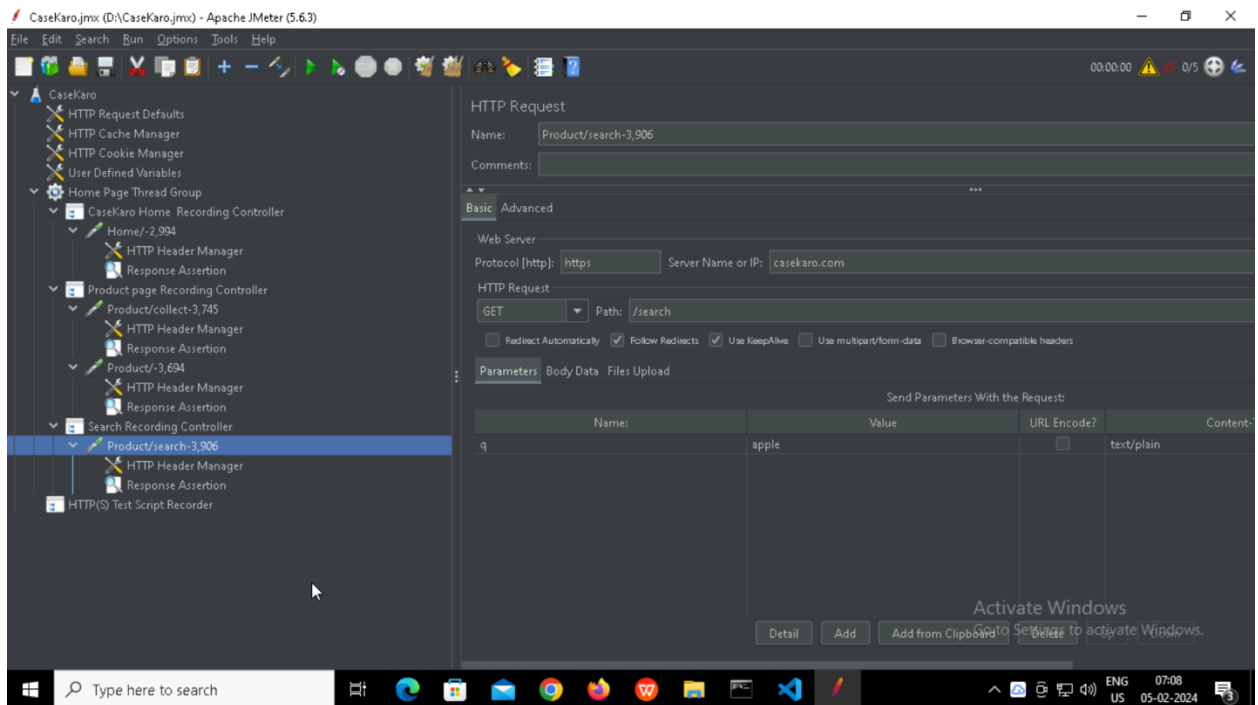 CaseKaro.jmx (D:\CaseKaro.jmx) - Apache JMeter (5.6.3)
File Edit Search Run Options Tools Help
00:00:00 25 0/5
CaseKaro
HTTP Request Defaults
HTTP Cache Manager
HTTP Cookie Manager
User Defined Variables
Home Page Thread Group
CaseKaro Home Recording Controller
Home/-2,994
HTTP Header Manager
Response Assertion
Product page Recording Controller
Product/collect-3,745
HTTP Header Manager
Response Assertion
Product/-3,694
HTTP Header Manager
Response Assertion
Search Recording Controller
Product/search-3,906
HTTP Header Manager
Response Assertion
HTTP(S) Test Script Recorder
HTTP Request
Name: Product/search-3,906
Comments:
Basic Advanced
Web Server
Protocol [http]: https Server Name or IP: casekaro.com
HTTP Request
GET Path: /search
Redirect Automatically Follow Redirects Use KeepAlive Use multipart/form-data Browser-compatible headers
Parameters Body Data Files Upload
Send Parameters With the Request:
Name: Value URL Encode? Content-
q apple text/plain
Detail Add Add from Clipboard Delete Up Down
Activate Windows
Go to Settings to activate Windows.
Type here to search
ENG
US
07:08
05-02-2024
3